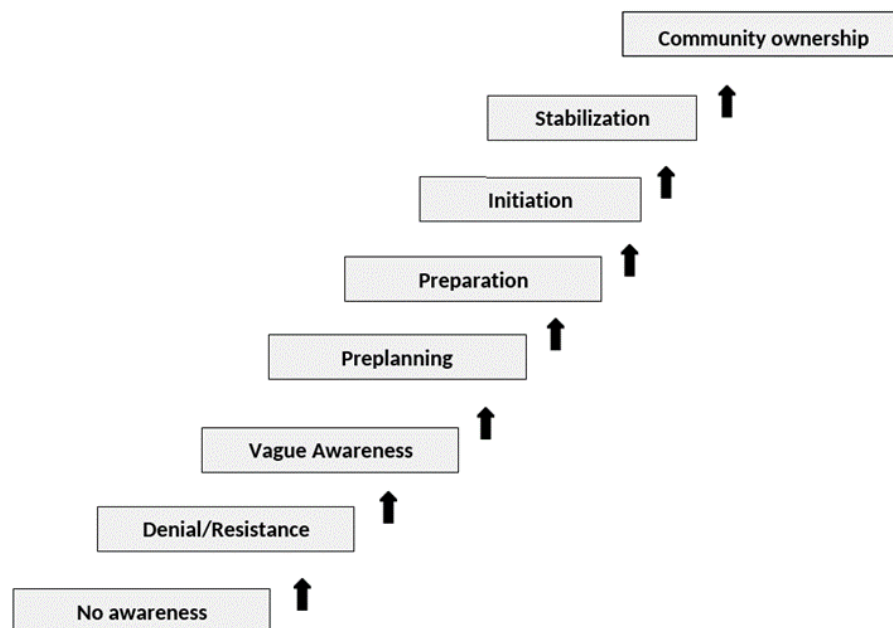 Community ownership
Stabilization
Initiation
Preparation
Preplanning
Vague Awareness
Denial/Resistance
No awareness